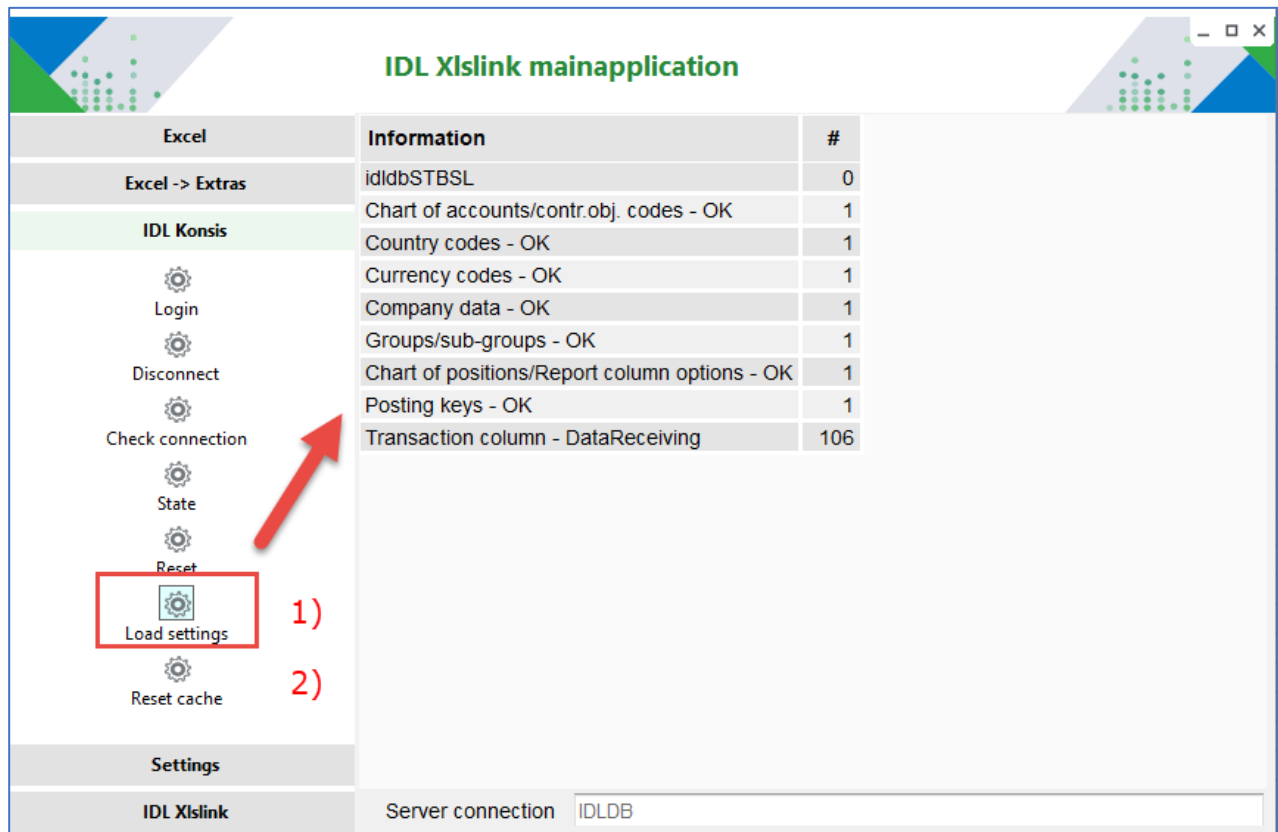 IDL Xlslink mainapplication
Excel
Excel -> Extras
IDL Konsis
Login
Disconnect
Check connection
State
Reset
Load settings
1)
Reset cache
2)
Settings
IDL Xlslink
Information #
idldbSTBSL 0
Chart of accounts/contr.obj. codes - OK 1
Country codes - OK 1
Currency codes - OK 1
Company data - OK 1
Groups/sub-groups - OK 1
Chart of positions/Report column options - OK 1
Posting keys - OK 1
Transaction column - DataReceiving 106
Server connection IDLDB